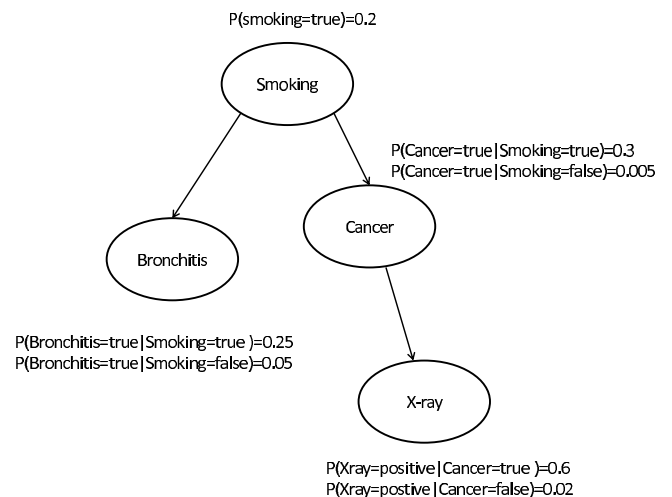 P(smoking=true)=0.2
Smoking
P(Cancer=true|Smoking=true)=0.3
P(Cancer=true|Smoking=false)=0.005
Cancer
Bronchitis
P(Bronchitis=true|Smoking=true )=0.25
P(Bronchitis=true|Smoking=false)=0.05
X-ray
P(Xray=postive|Cancer=true )=0.6
P(Xray=postive|Cancer=false)=0.02